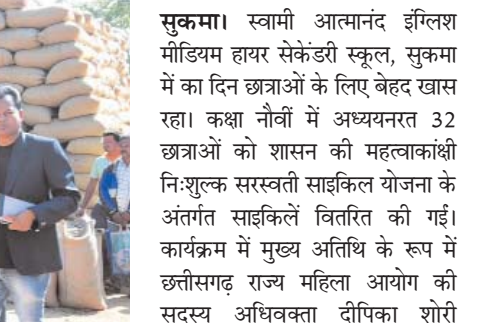 सुकमा। स्वामी आत्मानंद इंग्लिश
मीडियम हायर सेकेंडरी स्कूल, सुकमा
में का दिन छात्राओं के लिए बेहद खास
रहा। कक्षा नौवीं में अध्ययनरत 32
छात्राओं को शासन की महत्वाकांक्षी
निःशुल्क सरस्वती साइकिल योजना के
अंतर्गत साइकिलें वितरित की गईं।
कार्यक्रम में मुख्य अतिथि के रूप में
छत्तीसगढ़ राज्य महिला आयोग की
सदस्य अधिवक्ता दीपिका शोरी